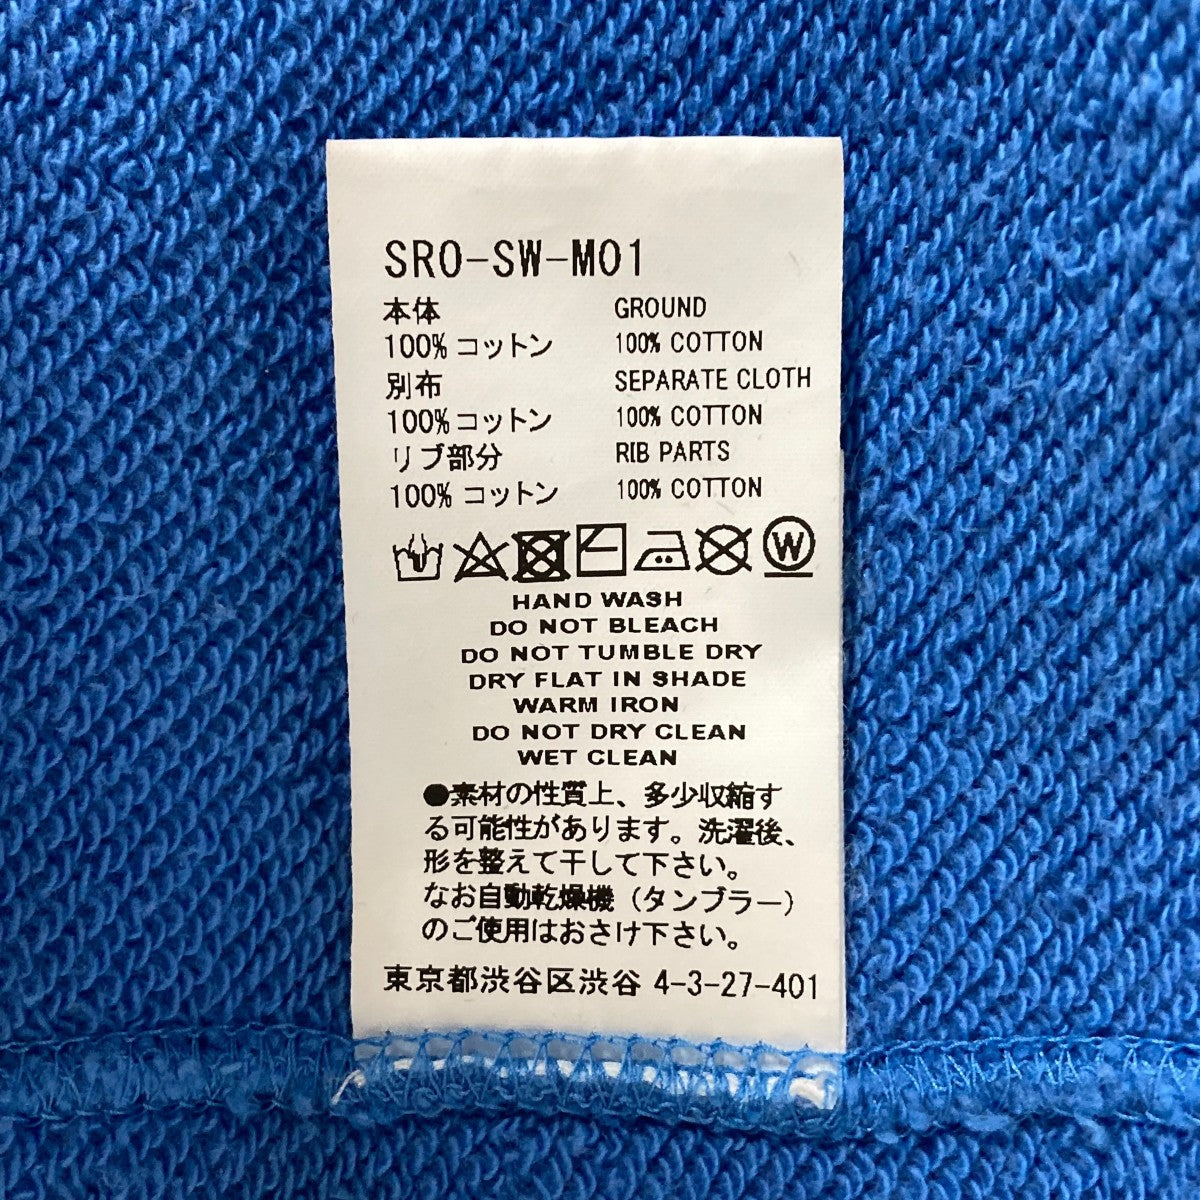 SRO-SW-M01
本体 GROUND
100% コットン 100% COTTON
別布 SEPARATE CLOTH
100% コットン 100% COTTON
リブ部分 RIB PARTS
100% コットン 100% COTTON
W
HAND WASH
DO NOT BLEACH
DO NOT TUMBLE DRY
DRY FLAT IN SHADE
WARM IRON
DO NOT DRY CLEAN
WET CLEAN
●素材の性質上、多少収縮す
る可能性があります。洗濯後、
形を整えて干して下さい。
なお自動乾燥機（タンブラー）
のご使用はおさけ下さい。
東京都渋谷区渋谷 4-3-27-401